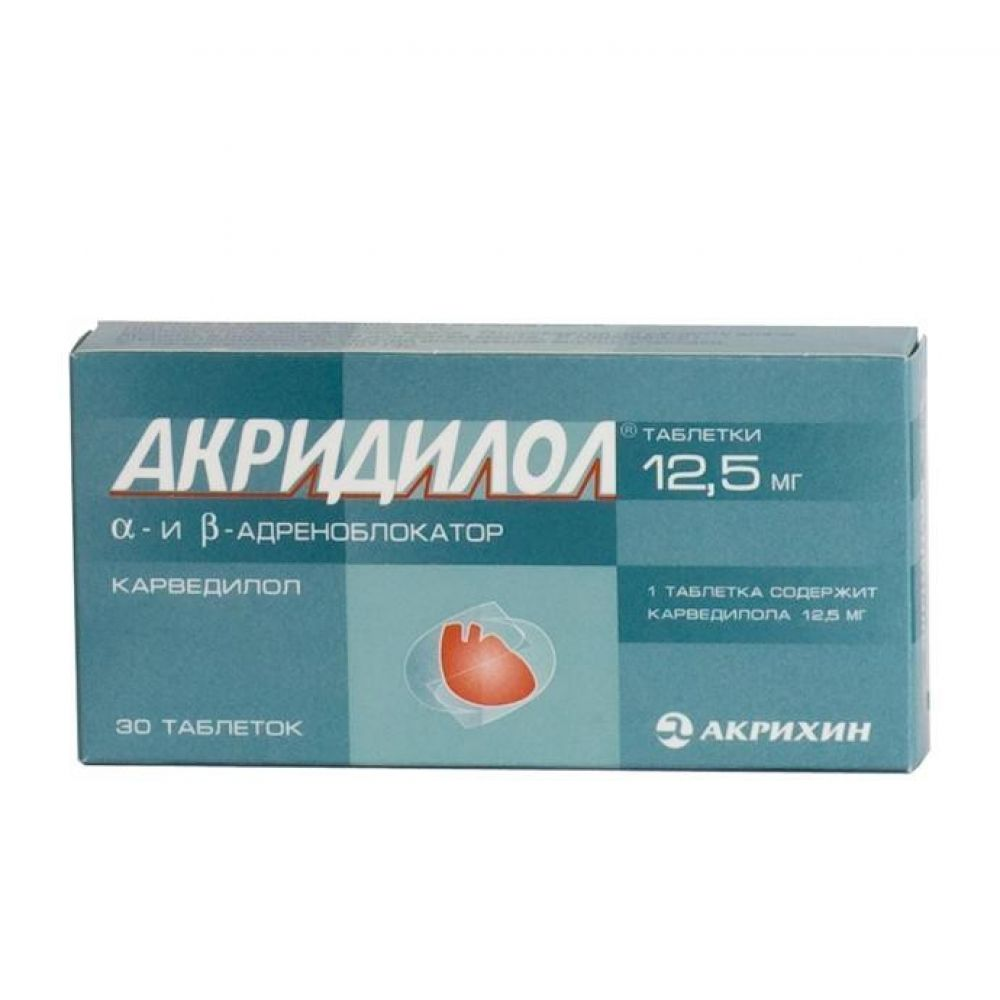 АКРИДИЛОЛ®
α - И β -АДРЕНОБЛОКАТОР
КАРВЕДИЛОЛ
30 ТАБЛЕТОК
ТАБЛЕТКИ
12,5 МГ
1 ТАБЛЕТКА СОДЕРЖИТ
КАРВЕДИЛОЛА 12,5 МГ
АКРИХИН